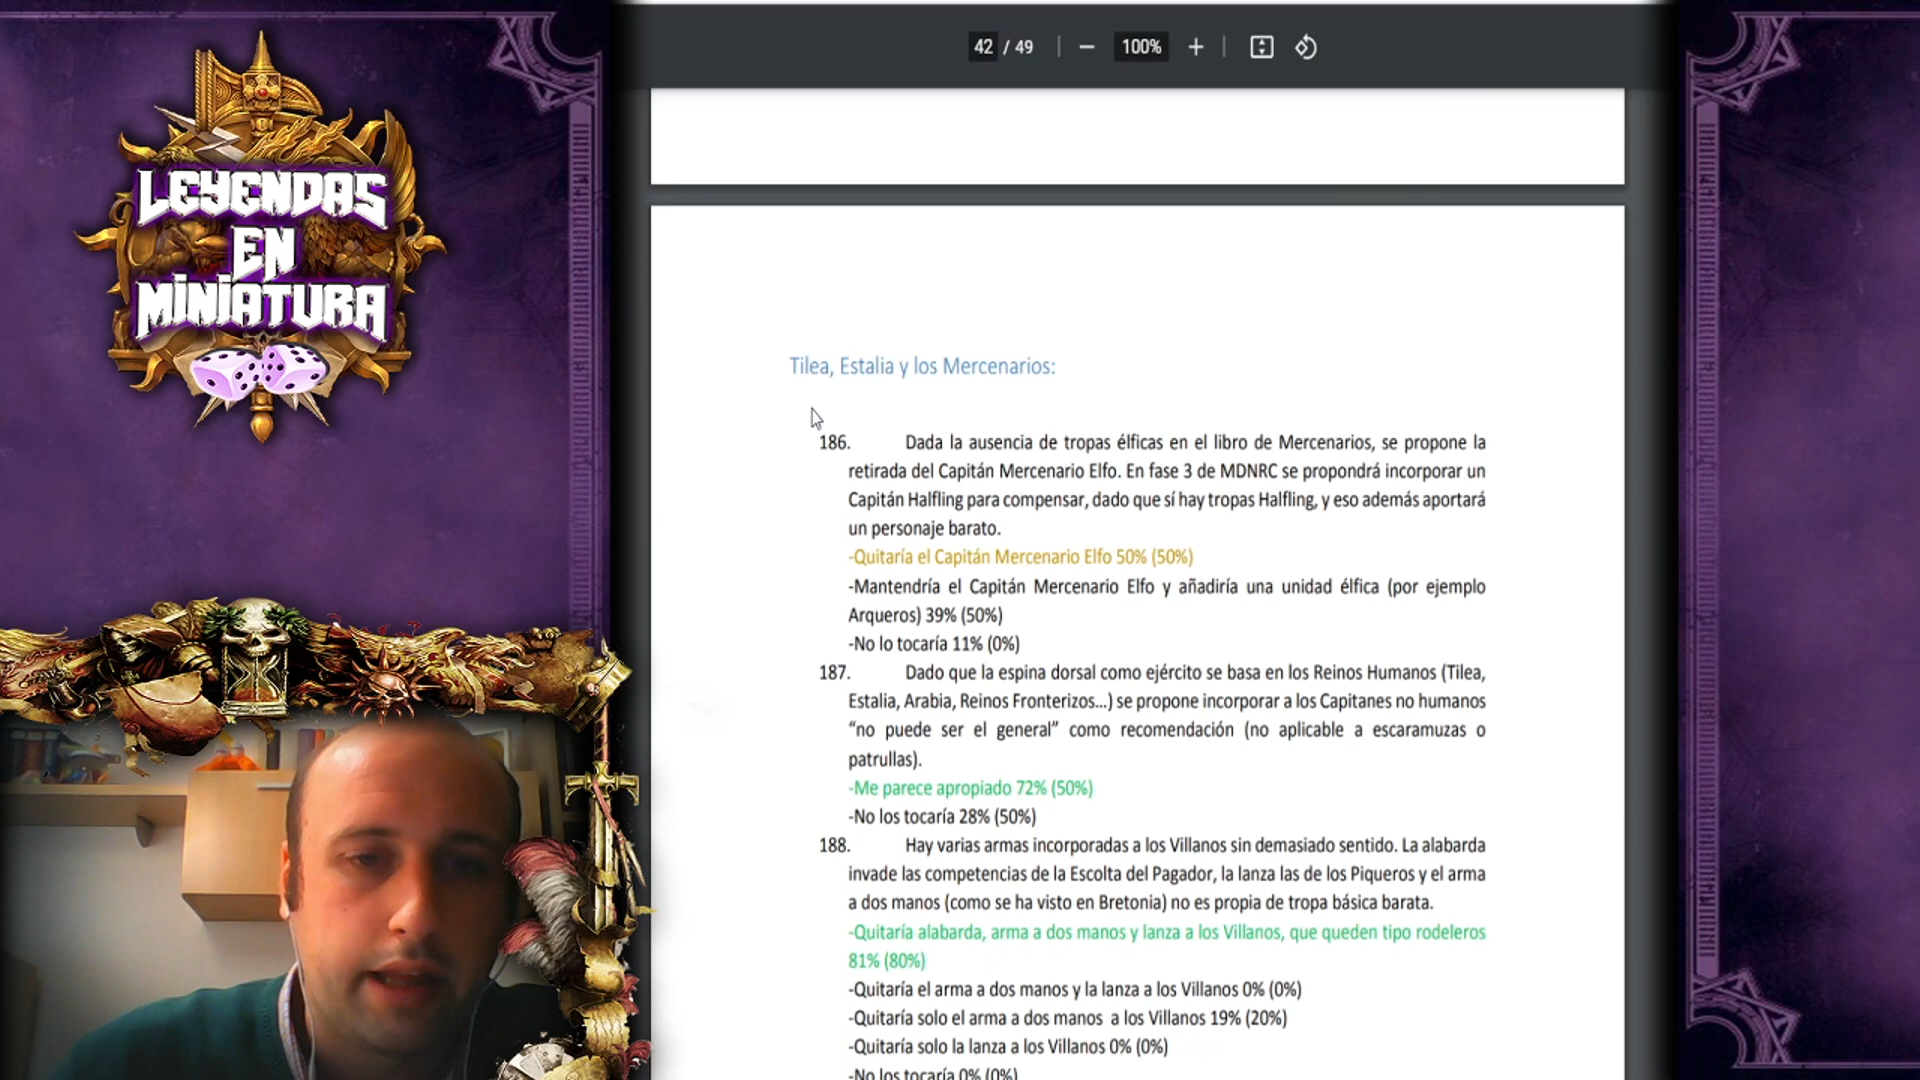 LEYENDAS
EN
MINIATURA
42 / 49
100%
Tilea, Estalia y los Mercenarios:
186. Dada la ausencia de tropas élficas en el libro de Mercenarios, se propone la
retirada del Capitán Mercenario Elfo. En fase 3 de MDNRC se propondrá incorporar un
Capitán Halfling para compensar, dado que sí hay tropas Halfling, y eso además aportará
un personaje barato.
-Quitaría el Capitán Mercenario Elfo 50% (50%)
-Mantendría el Capitán Mercenario Elfo y añadiría una unidad élfica (por ejemplo
Arqueros) 39% (50%)
-No lo tocaría 11% (0%)
187. Dado que la espina dorsal como ejército se basa en los Reinos Humanos (Tilea,
Estalia, Arabia, Reinos Fronterizos...) se propone incorporar a los Capitanes no humanos
“no puede ser el general” como recomendación (no aplicable a escaramuzas o
patrullas).
-Me parece apropiado 72% (50%)
-No los tocaría 28% (50%)
188. Hay varias armas incorporadas a los Villanos sin demasiado sentido. La alabarda
invade las competencias de la Escolta del Pagador, la lanza las de los Piqueros y el arma
a dos manos (como se ha visto en Bretonia) no es propia de tropa básica barata.
-Quitaría alabarda, arma a dos manos y lanza a los Villanos, que queden tipo rodeleros
81% (80%)
-Quitaría el arma a dos manos y la lanza a los Villanos 0% (0%)
-Quitaría solo el arma a dos manos a los Villanos 19% (20%)
-Quitaría solo la lanza a los Villanos 0% (0%)
-No los tocaría 0% (0%)